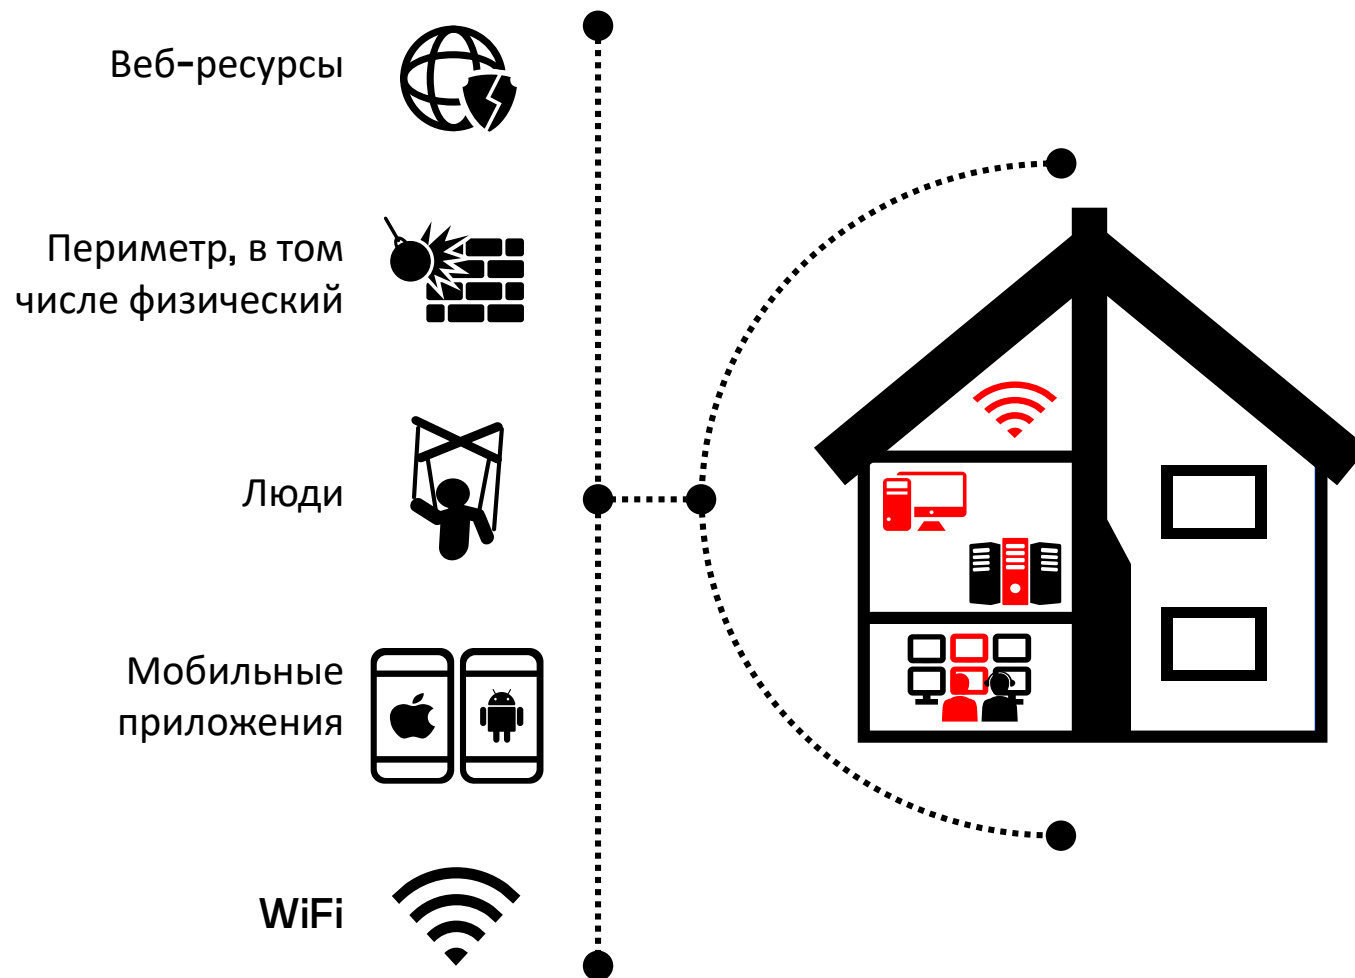 Веб-ресурсы
Периметр, в том
числе физический
Люди
Мобильные
приложения
WiFi